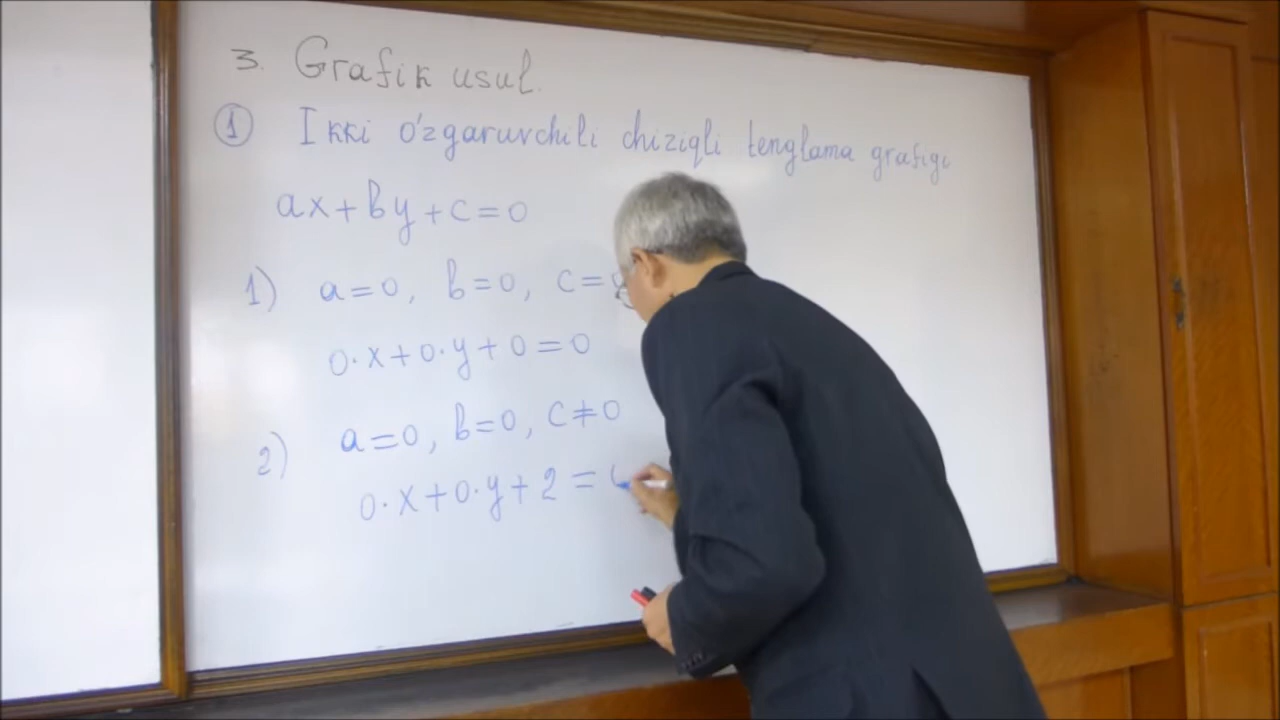 3. Grafik usul.
① Ikki o'zgaruvchili chiziqli tenglama grafigi
ax+by+c=0
1) a=0, b=0, c=0
0·x+0·y+0=0
2) a=0, b=0, c≠0
0·x+0·y+2=